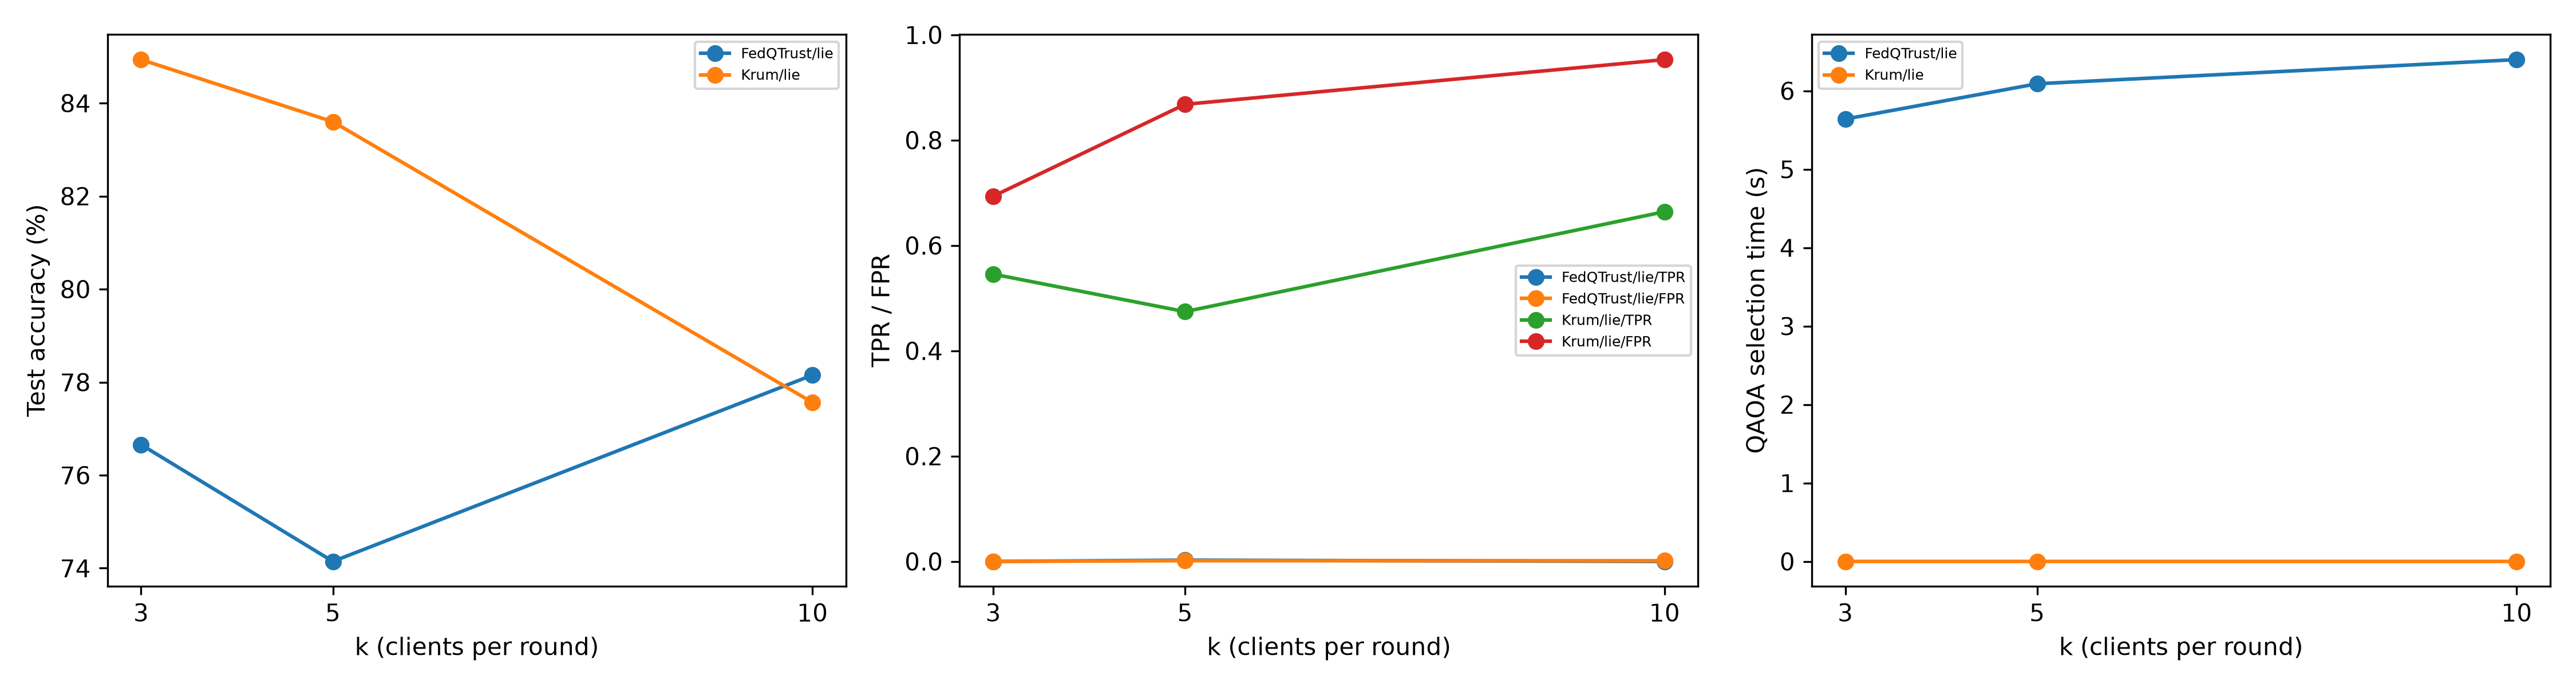 Test accuracy (%)
84
82
80
78
76
74
3 5 10
k (clients per round)
FedQTrust/lie
Krum/lie
TPR / FPR
1.0
0.8
0.6
0.4
0.2
0.0
3 5 10
k (clients per round)
FedQTrust/lie/TPR
FedQTrust/lie/FPR
Krum/lie/TPR
Krum/lie/FPR
QAOA selection time (s)
6
5
4
3
2
1
0
3 5 10
k (clients per round)
FedQTrust/lie
Krum/lie